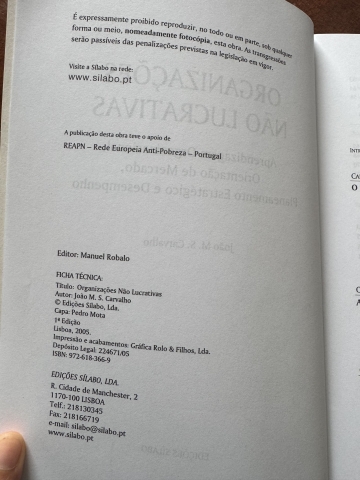 É expressamente proibido reproduzir, no todo ou em parte, sob qualquer
forma ou meio, nomeadamente fotocópia, esta obra. As transgressões
serão passíveis das penalizações previstas na legislação em vigor.
Visite a Sílabo na rede:
www.silabo.pt
A publicação desta obra teve o apoio de
REAPN – Rede Europeia Anti-Pobreza – Portugal
Editor: Manuel Robalo
FICHA TÉCNICA:
Título: Organizações Não Lucrativas
Autor: João M. S. Carvalho
© Edições Sílabo, Lda.
Capa: Pedro Mota
1ª Edição
Lisboa, 2005.
Impressão e acabamentos: Gráfica Rolo & Filhos, Lda.
Depósito Legal: 224671/05
ISBN: 972-618-366-9
EDIÇÕES SÍLABO, LDA.
R. Cidade de Manchester, 2
1170-100 LISBOA
Telf.: 218130345
Fax: 218166719
e-mail: silabo@silabo.pt
www.silabo.pt